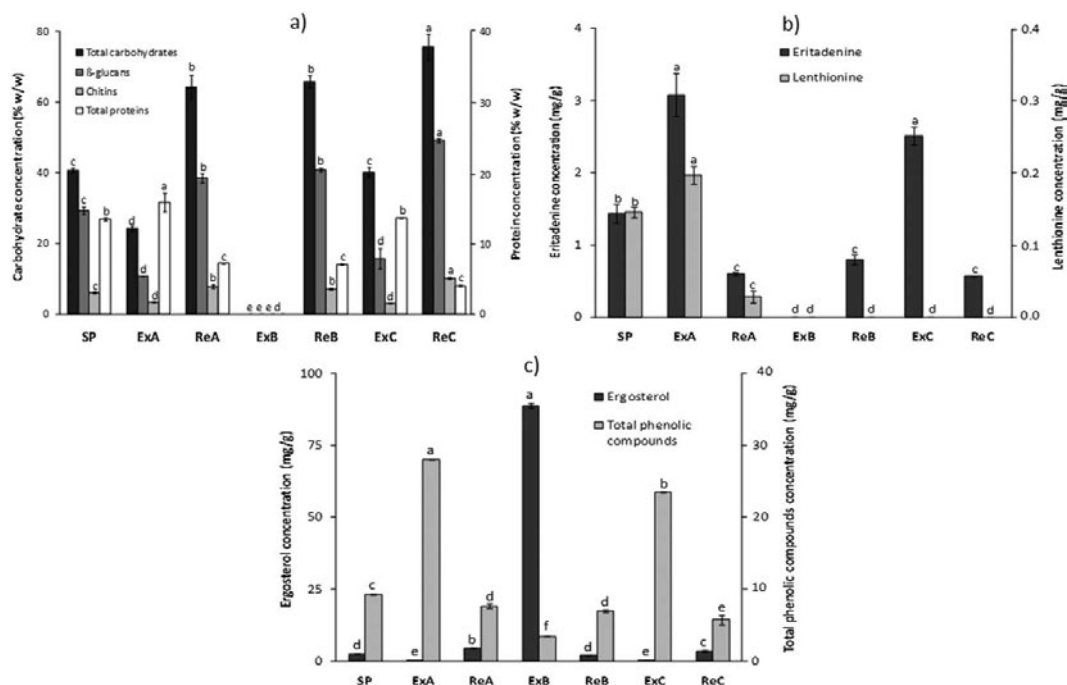 a)
80
60
40
20
0
Carbohydrate concentration (% w/w)
Total carbohydrates
ß-glucans
Chitins
Total proteins
40
30
20
10
0
Protein concentration (% w/w)
c c c b
d d d a
b b b c
e e e d
b b b c
c d d b
a a a c
SP ExA ReA ExB ReB ExC ReC
b)
4
3
2
1
0
Eritadenine concentration (mg/g)
Eritadenine
Lenthionine
0.4
0.3
0.2
0.1
0.0
Lenthionine concentration (mg/g)
b b
a a
c c
d d
c d
a d
c d
SP ExA ReA ExB ReB ExC ReC
c)
100
75
50
25
0
Ergosterol concentration (mg/g)
Ergosterol
Total phenolic
compounds
40
30
20
10
0
Total phenolic compounds concentration (mg/g)
d c
e a
b d
a f
d d
e b
c e
SP ExA ReA ExB ReB ExC ReC